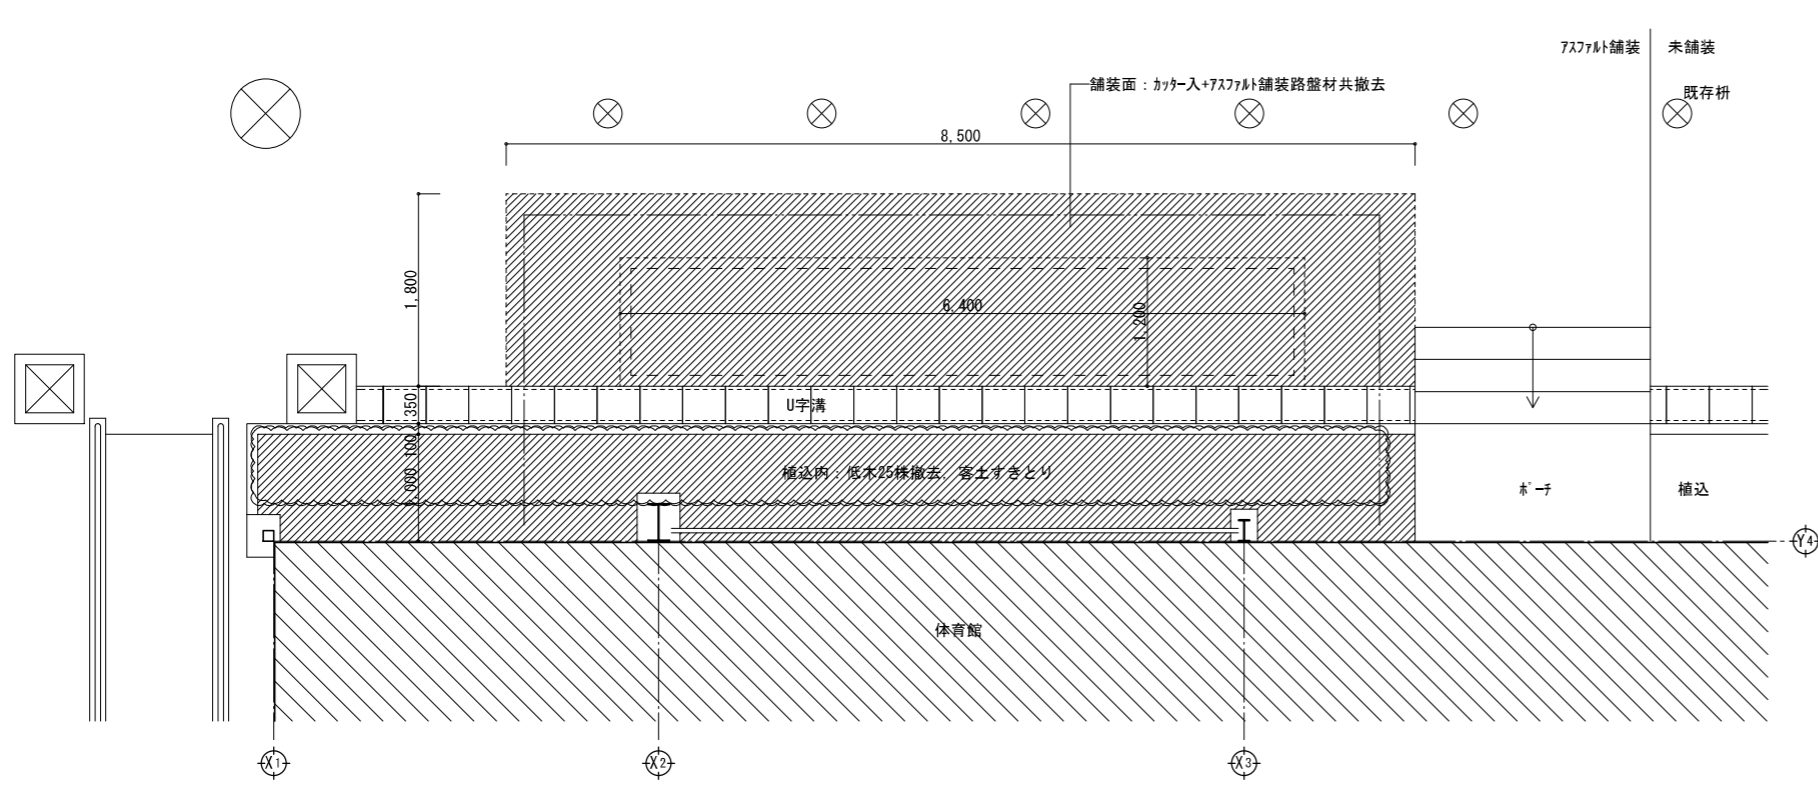 ｱｽﾌｧﾙﾄ舗装
未舗装
舗装面：ｶｯﾀｰ入+ｱｽﾌｧﾙﾄ舗装路盤材共撤去
既存枡
8,500
1,800
6,400
1,200
350
U字溝
100
植込内：低木25株撤去, 客土すきとり
ﾎﾟｰﾁ
植込
Y4
体育館
X1
X2
X3